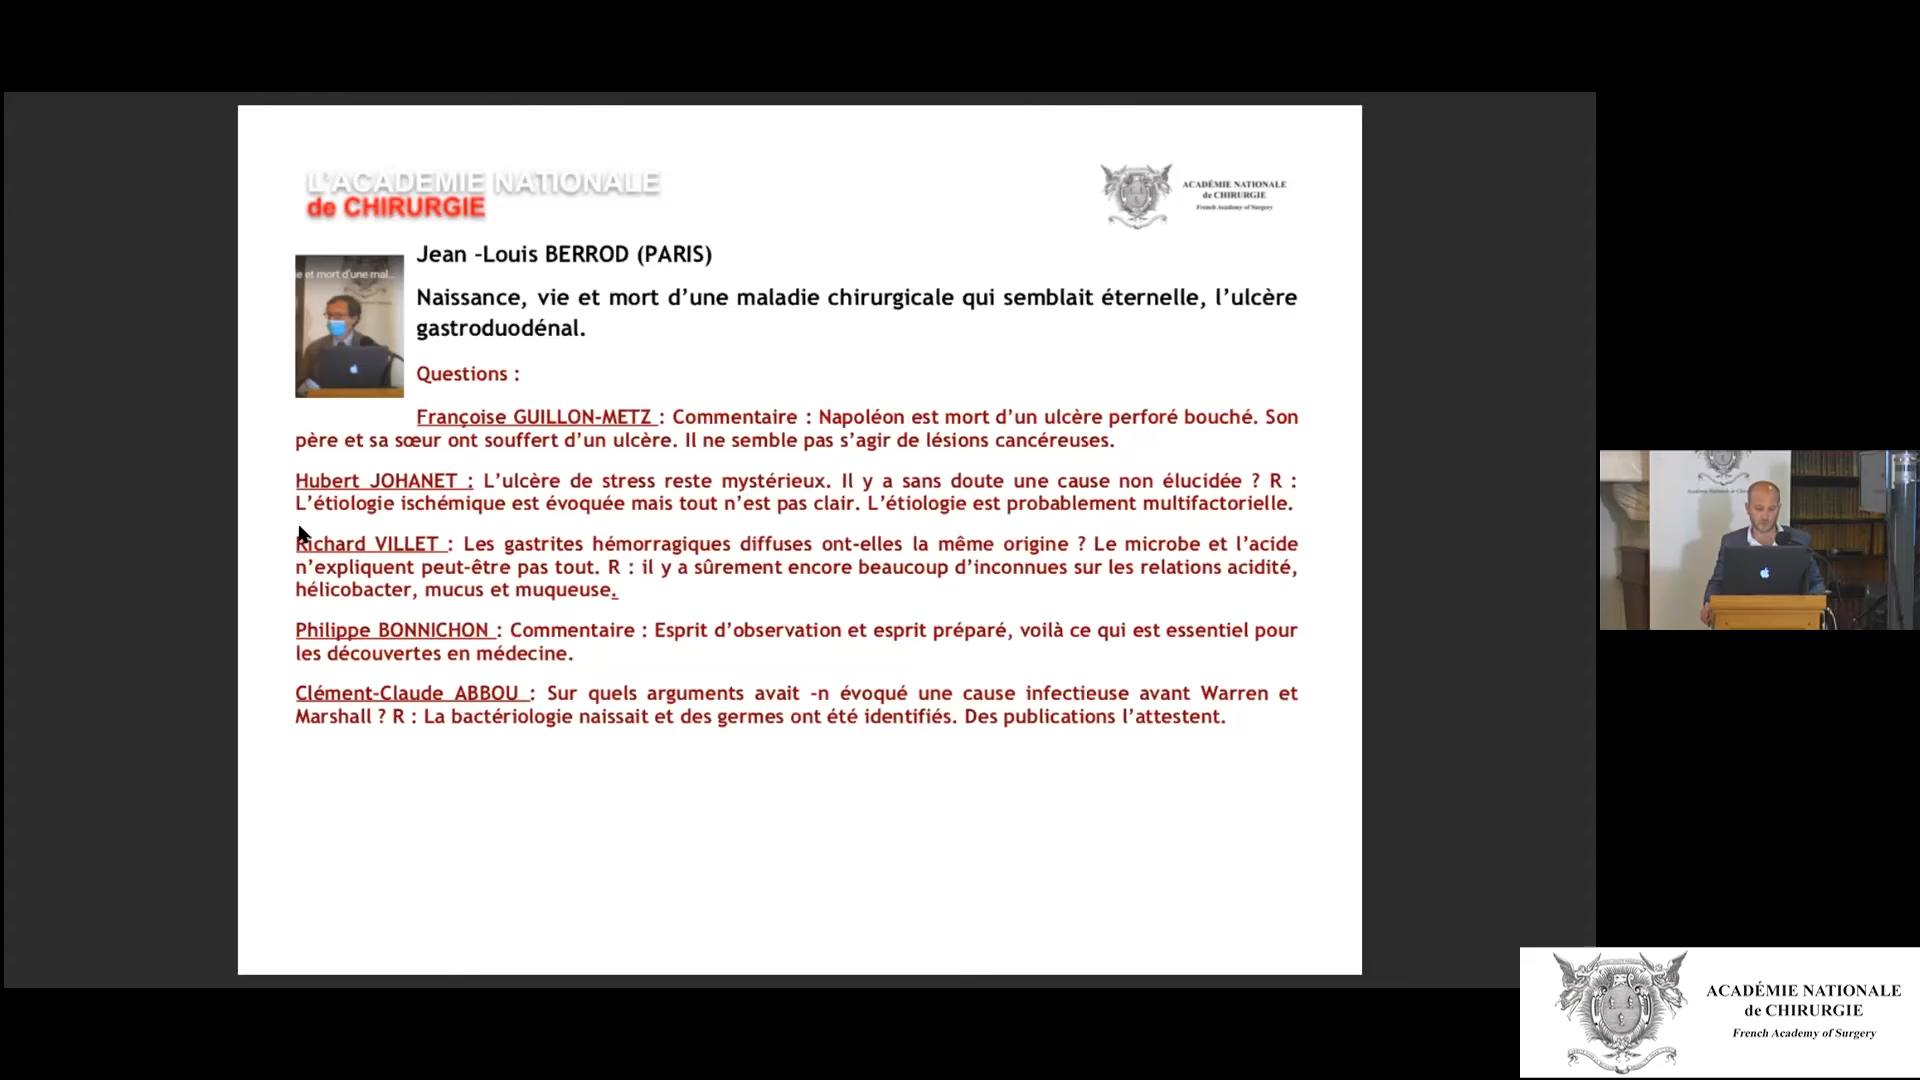 L'ACADEMIE NATIONALE
de CHIRURGIE
ACADÉMIE NATIONALE
de CHIRURGIE
French Academy of Surgery
Jean –Louis BERROD (PARIS)
e et mort d'une mal...
Naissance, vie et mort d'une maladie chirurgicale qui semblait éternelle, l'ulcère
gastroduodénal.
Questions :
Françoise GUILLON-METZ : Commentaire : Napoléon est mort d'un ulcère perforé bouché. Son
père et sa sœur ont souffert d'un ulcère. Il ne semble pas s'agir de lésions cancéreuses.
Hubert JOHANET : L'ulcère de stress reste mystérieux. Il y a sans doute une cause non élucidée ? R :
L'étiologie ischémique est évoquée mais tout n'est pas clair. L'étiologie est probablement multifactorielle.
Richard VILLET : Les gastrites hémorragiques diffuses ont-elles la même origine ? Le microbe et l'acide
n'expliquent peut-être pas tout. R : il y a sûrement encore beaucoup d'inconnues sur les relations acidité,
hélicobacter, mucus et muqueuse.
Philippe BONNICHON : Commentaire : Esprit d'observation et esprit préparé, voilà ce qui est essentiel pour
les découvertes en médecine.
Clément-Claude ABBOU : Sur quels arguments avait –n évoqué une cause infectieuse avant Warren et
Marshall ? R : La bactériologie naissait et des germes ont été identifiés. Des publications l'attestent.
ACADÉMIE NATIONALE
de CHIRURGIE
French Academy of Surgery